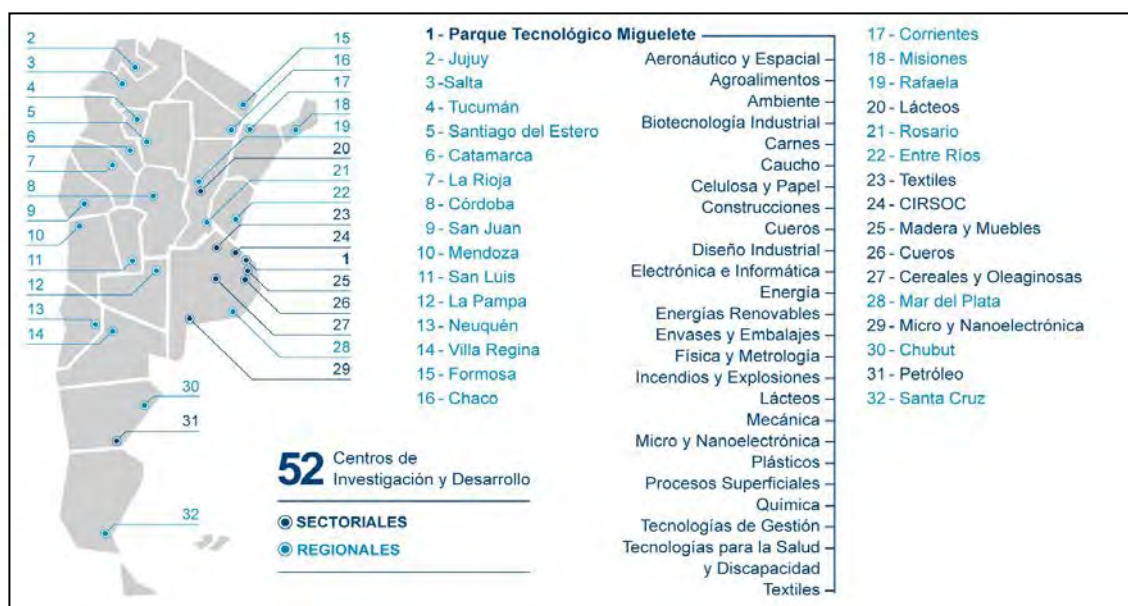 2
3
4
5
6
7
8
9
10
11
12
13
14
15
16
17
18
19
20
21
22
23
24
1
25
26
27
28
29
30
31
32
52 Centros de
Investigación y Desarrollo
SECTORIALES
REGIONALES
1 - Parque Tecnológico Miguelete
2 - Jujuy
3 -Salta
4 - Tucumán
5 - Santiago del Estero
6 - Catamarca
7 - La Rioja
8 - Córdoba
9 - San Juan
10 - Mendoza
11 - San Luis
12 - La Pampa
13 - Neuquén
14 - Villa Regina
15 - Formosa
16 - Chaco
Aeronáutico y Espacial
Agroalimentos
Ambiente
Biotecnología Industrial
Carnes
Caucho
Celulosa y Papel
Construcciones
Cueros
Diseño Industrial
Electrónica e Informática
Energía
Energías Renovables
Envases y Embalajes
Física y Metrología
Incendios y Explosiones
Lácteos
Mecánica
Micro y Nanoelectrónica
Plásticos
Procesos Superficiales
Química
Tecnologías de Gestión
Tecnologías para la Salud
y Discapacidad
Textiles
17 - Corrientes
18 - Misiones
19 - Rafaela
20 - Lácteos
21 - Rosario
22 - Entre Ríos
23 - Textiles
24 - CIRSOC
25 - Madera y Muebles
26 - Cueros
27 - Cereales y Oleaginosas
28 - Mar del Plata
29 - Micro y Nanoelectrónica
30 - Chubut
31 - Petróleo
32 - Santa Cruz